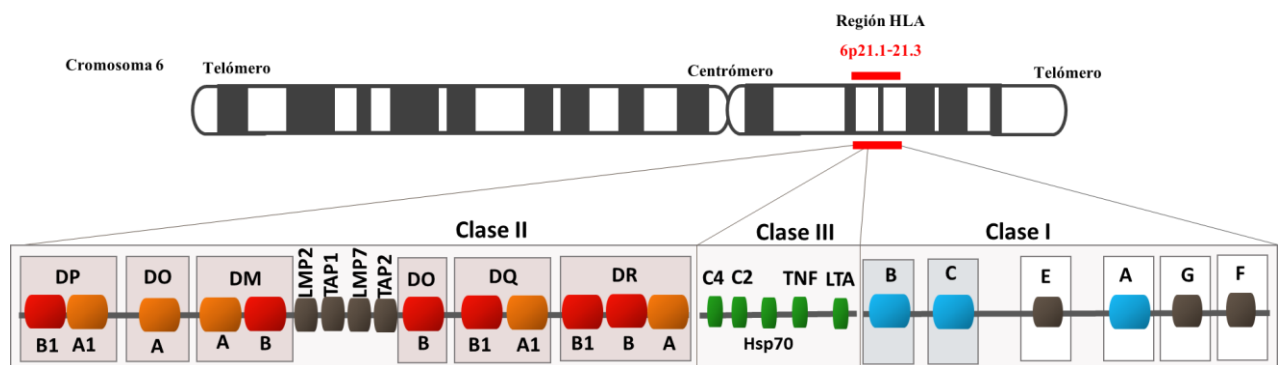 Región HLA
6p21.1-21.3
Cromosoma 6
Telómero
Centrómero
Telómero
Clase II
Clase III
Clase I
DP
DO
DM
LMP2
TAP1
LMP7
TAP2
DO
DQ
DR
C4
C2
TNF
LTA
B
C
E
A
G
F
B1
A1
A
A
B
B
B1
A1
B1
B
A
Hsp70